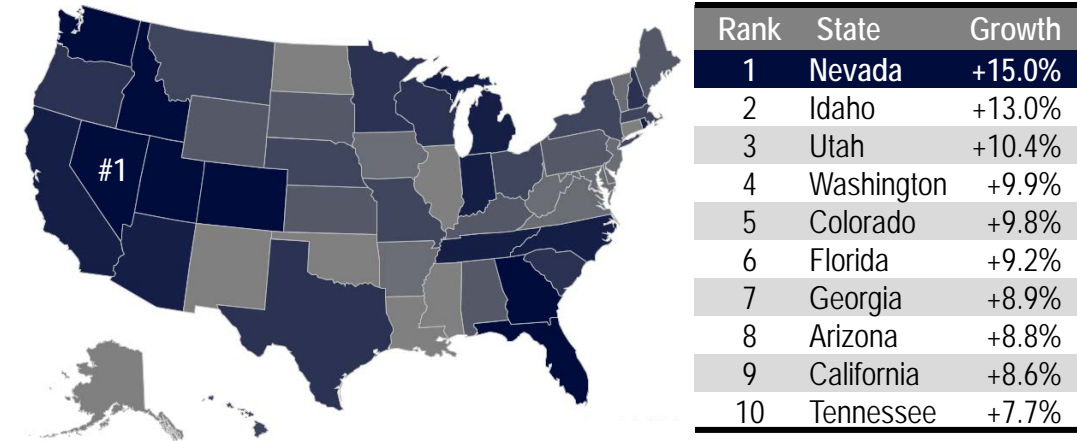 #1
Rank State Growth
1 Nevada +15.0%
2 Idaho +13.0%
3 Utah +10.4%
4 Washington +9.9%
5 Colorado +9.8%
6 Florida +9.2%
7 Georgia +8.9%
8 Arizona +8.8%
9 California +8.6%
10 Tennessee +7.7%